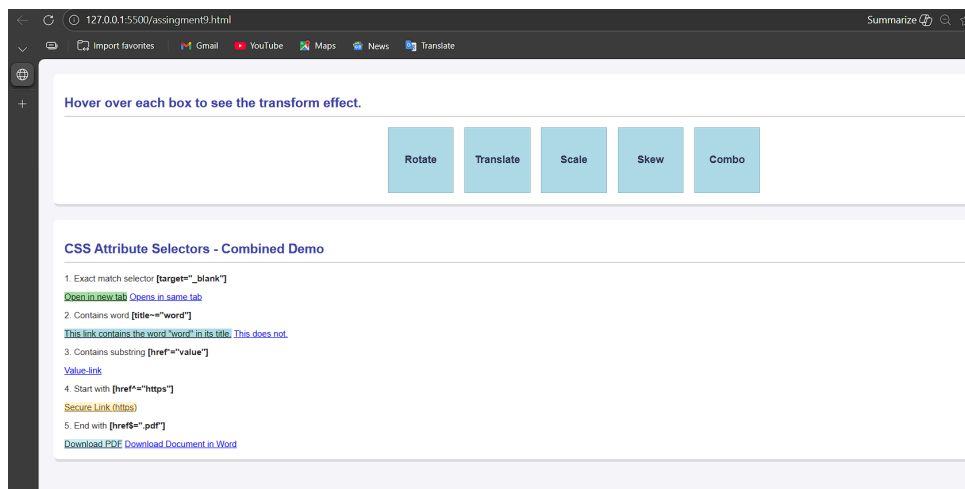 127.0.0.1:5500/assingment9.html Summarize
Import favorites Gmail YouTube Maps News Translate
Hover over each box to see the transform effect.
Rotate Translate Scale Skew Combo
CSS Attribute Selectors - Combined Demo
1. Exact match selector [target="_blank"]
Open in new tab Opens in same tab
2. Contains word [title~="word"]
This link contains the word "word" in its title. This does not.
3. Contains substring [href*="value"]
Value-link
4. Start with [href^="https"]
Secure Link (https)
5. End with [href$=".pdf"]
Download PDF Download Document in Word